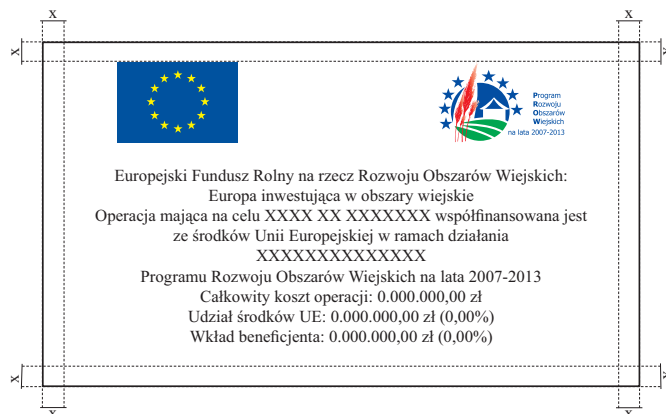 x x
x x
Program
Rozwoju
Obszarów
Wiejskich
na lata 2007-2013
Europejski Fundusz Rolny na rzecz Rozwoju Obszarów Wiejskich:
Europa inwestująca w obszary wiejskie
Operacja mająca na celu XXXX XX XXXXXXX współfinansowana jest
ze środków Unii Europejskiej w ramach działania
XXXXXXXXXXXXXX
Programu Rozwoju Obszarów Wiejskich na lata 2007-2013
Całkowity koszt operacji: 0.000.000,00 zł
Udział środków UE: 0.000.000,00 zł (0,00%)
Wkład beneficjenta: 0.000.000,00 zł (0,00%)
x x
x x